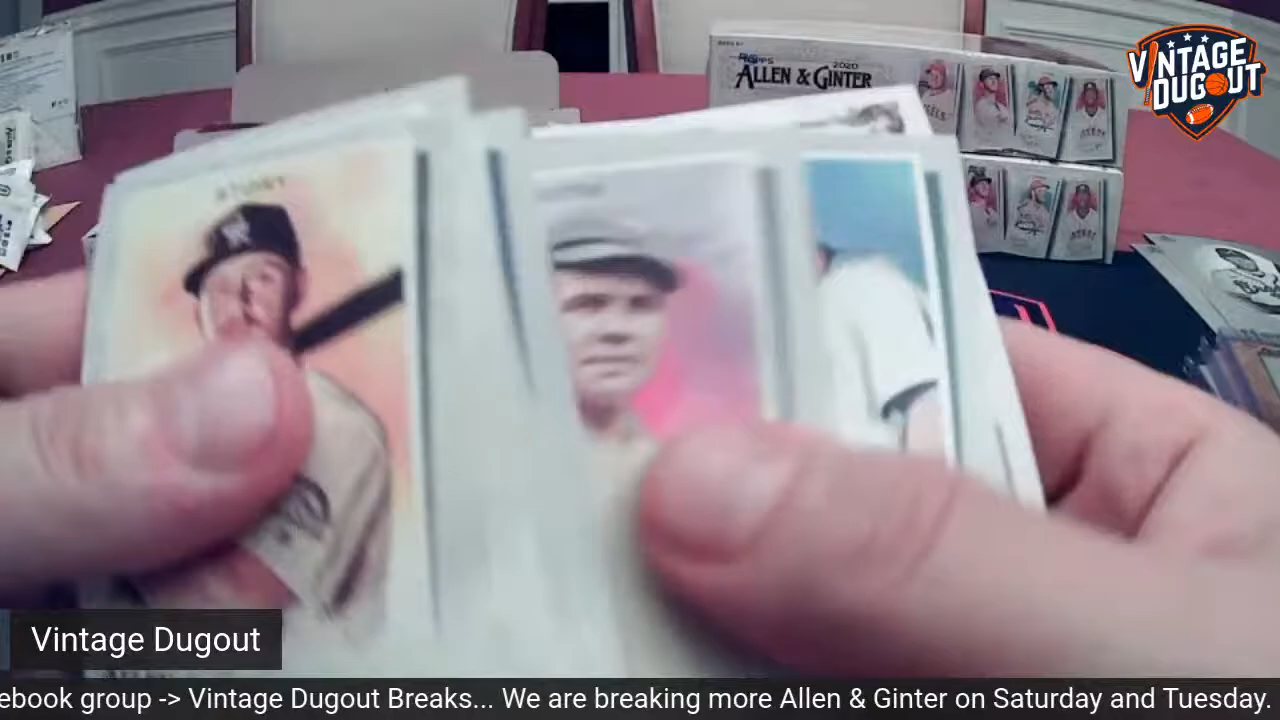 VINTAGE
DUGOUT
TOPPS 2020
ALLEN & GINTER
Vintage Dugout
ebook group -> Vintage Dugout Breaks... We are breaking more Allen & Ginter on Saturday and Tuesday.